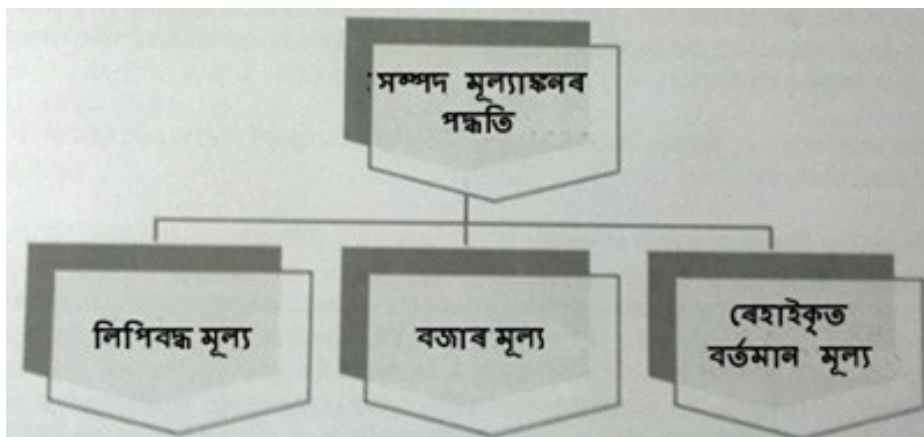 সম্পদ মূল্যাঙ্কনৰ
পদ্ধতি
লিপিবদ্ধ মূল্য
বজাৰ মূল্য
ৰেহাইকৃত
বৰ্তমান মূল্য